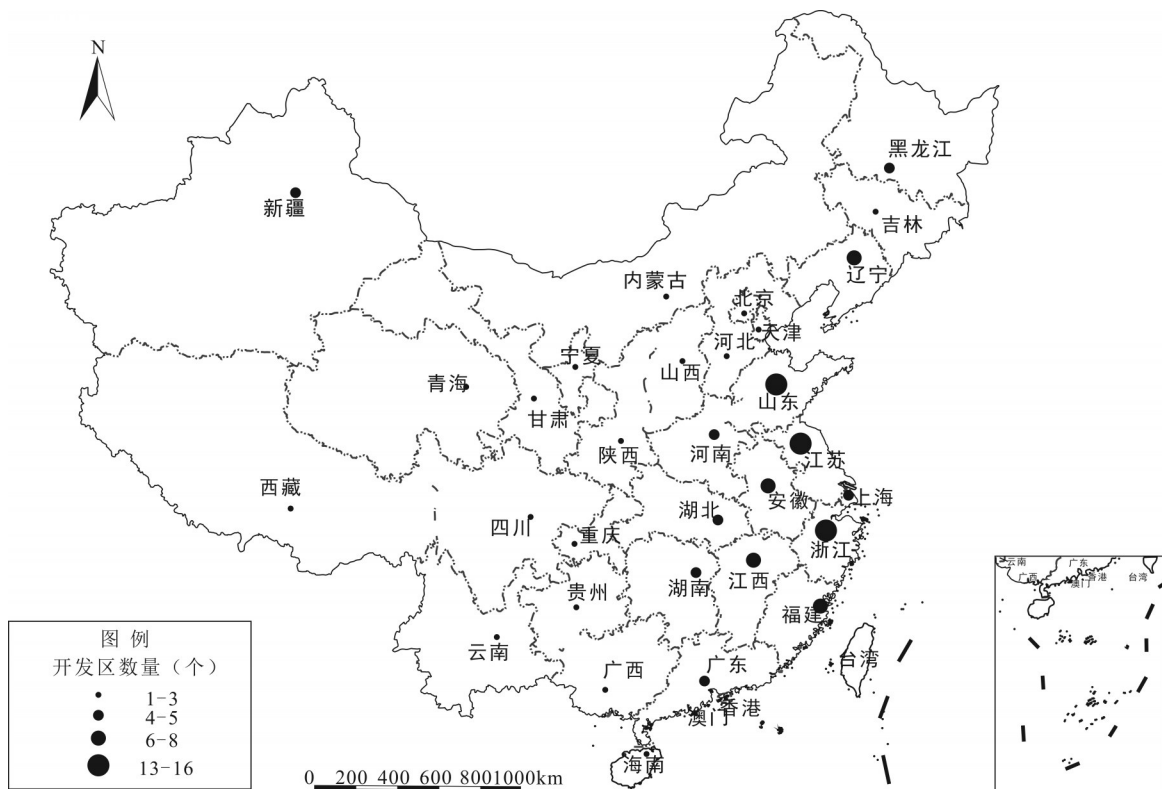 N
黑龙江
新疆
吉林
辽宁
内蒙古
北京
天津
河北
宁夏
山西
青海
山东
甘肃
陕西
河南
江苏
西藏
安徽
上海
四川
湖北
重庆
浙江
贵州
湖南
江西
福建
云南
广西
广东
台湾
香港
澳门
海南
图 例
开发区数量（个）
1-3
4-5
6-8
13-16
0 200 400 600 8001000km
云南
广东
广西
香港
澳门
台湾